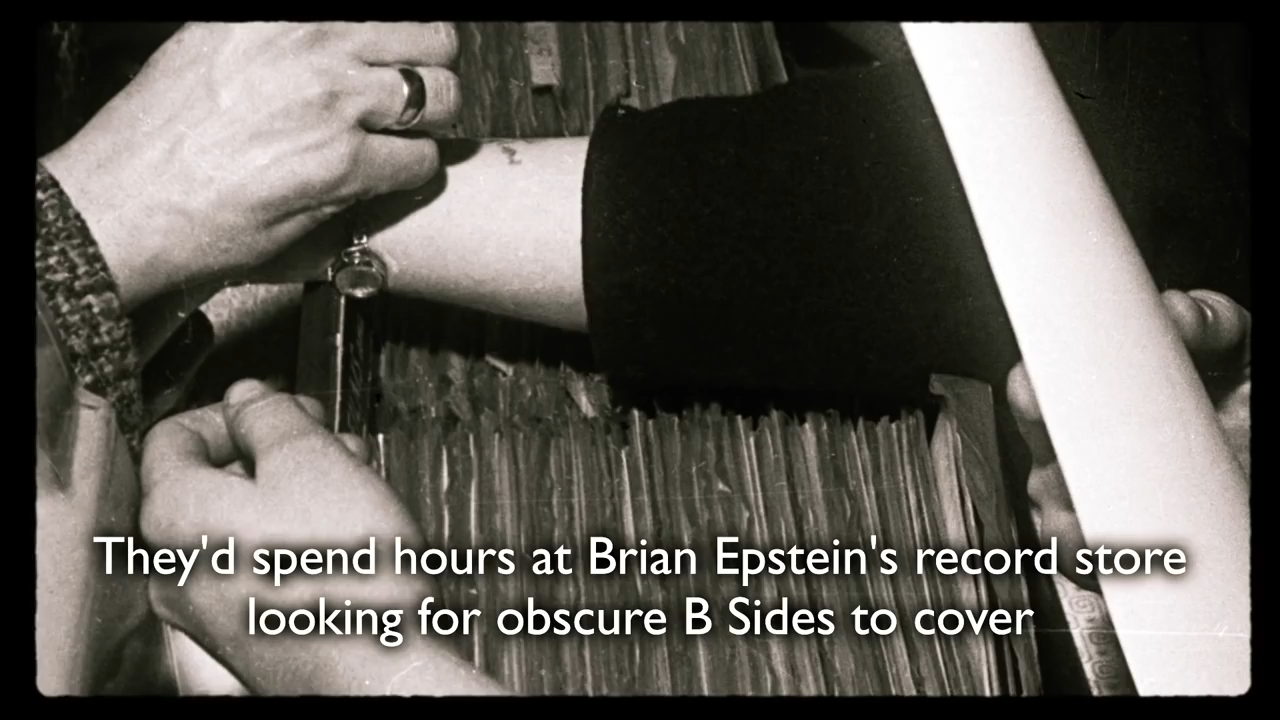 They'd spend hours at Brian Epstein's record store
looking for obscure B Sides to cover